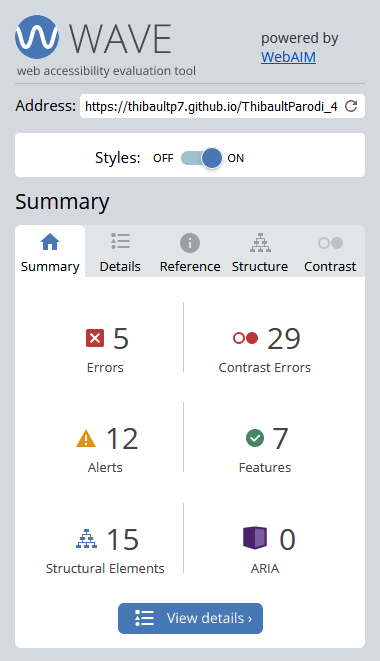 WAVE
web accessibility evaluation tool
powered by
WebAIM
Address: https://thibaultp7.github.io/ThibaultParodi_4
Styles: OFF ON
Summary
Summary Details Reference Structure Contrast
5
Errors
29
Contrast Errors
12
Alerts
7
Features
15
Structural Elements
0
ARIA
View details ›